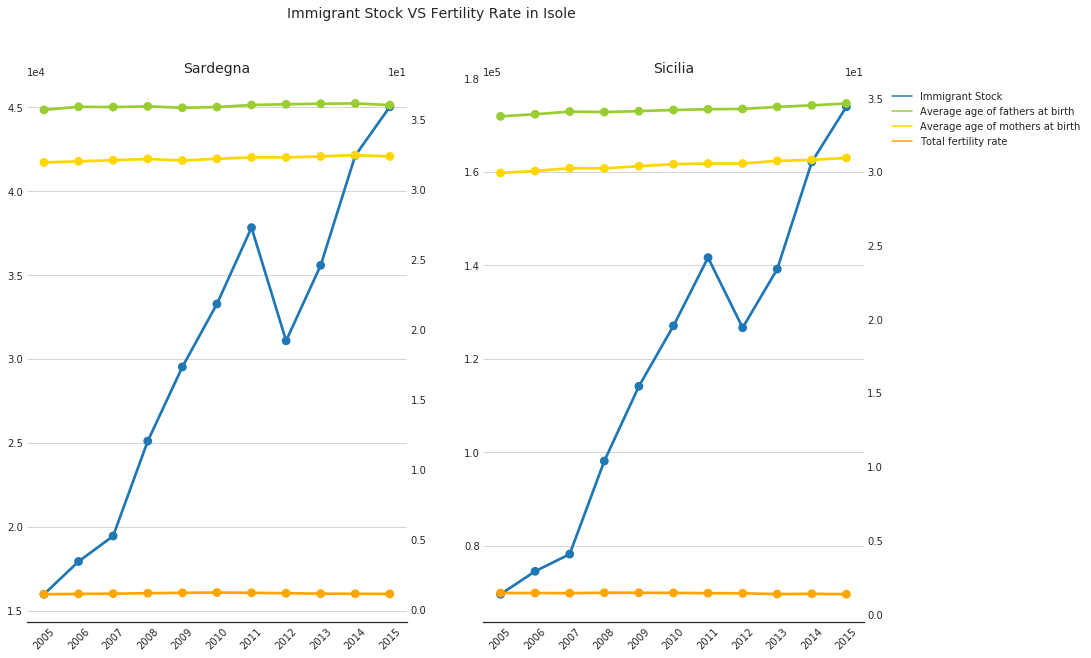 Immigrant Stock VS Fertility Rate in Isole
Sardegna
1e4
1e1
4.5
4.0
3.5
3.0
2.5
2.0
1.5
3.5
3.0
2.5
2.0
1.5
1.0
0.5
0.0
2005 2006 2007 2008 2009 2010 2011 2012 2013 2014 2015
Sicilia
1e5
1e1
1.8
1.6
1.4
1.2
1.0
0.8
3.5
3.0
2.5
2.0
1.5
1.0
0.5
0.0
2005 2006 2007 2008 2009 2010 2011 2012 2013 2014 2015
Immigrant Stock
Average age of fathers at birth
Average age of mothers at birth
Total fertility rate